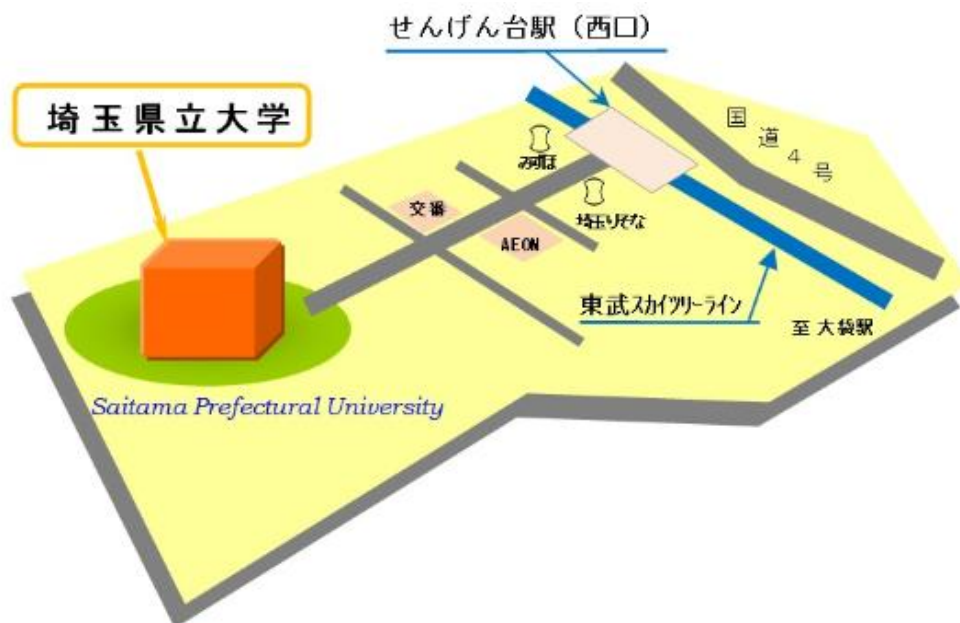 せんげん台駅（西口）
埼玉県立大学
国道４号
みずほ
埼玉りそな
交番
AEON
東武ｽｶｲﾂﾘｰﾗｲﾝ
至 大袋駅
Saitama Prefectural University